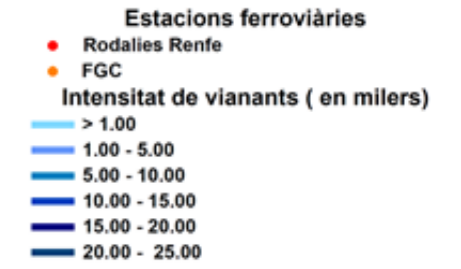 Estacions ferroviàries
Rodalies Renfe
FGC
Intensitat de vianants ( en milers)
> 1.00
1.00 - 5.00
5.00 - 10.00
10.00 - 15.00
15.00 - 20.00
20.00 - 25.00